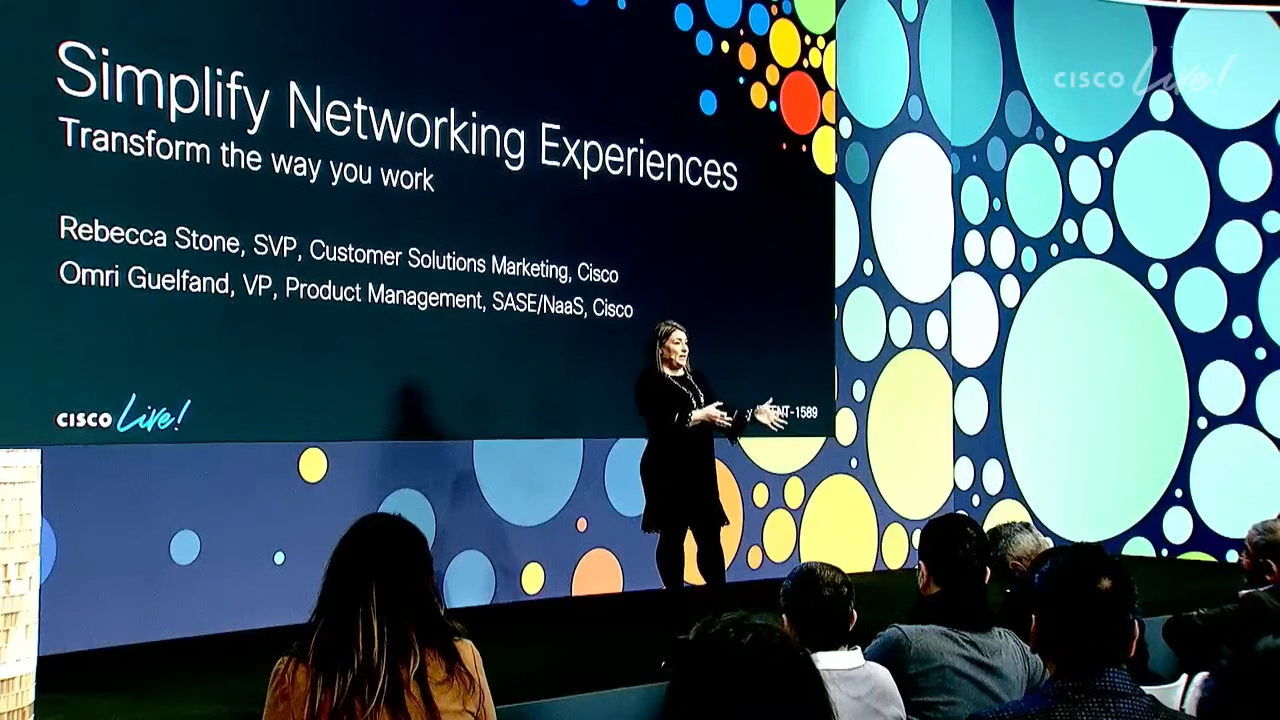 Simplify Networking Experiences
Transform the way you work
Rebecca Stone, SVP, Customer Solutions Marketing, Cisco
Omri Guelfand, VP, Product Management, SASE/NaaS, Cisco
CISCO Live!
CISCO Live!